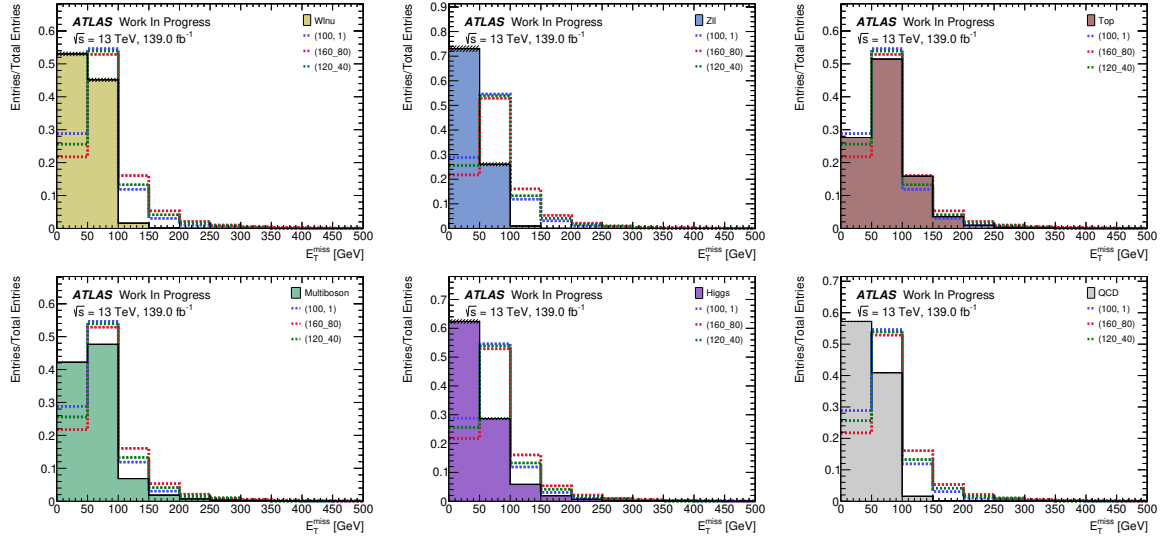 ATLAS Work In Progress
√s = 13 TeV, 139.0 fb-1
Wlnu
(100, 1)
(160_80)
(120_40)
Entries/Total Entries
0.6
0.5
0.4
0.3
0.2
0.1
0
0 50 100 150 200 250 300 350 400 450 500
E_T^miss [GeV]
ATLAS Work In Progress
√s = 13 TeV, 139.0 fb-1
Zll
(100, 1)
(160_80)
(120_40)
Entries/Total Entries
0.9
0.8
0.7
0.6
0.5
0.4
0.3
0.2
0.1
0
0 50 100 150 200 250 300 350 400 450 500
E_T^miss [GeV]
ATLAS Work In Progress
√s = 13 TeV, 139.0 fb-1
Top
(100, 1)
(160_80)
(120_40)
Entries/Total Entries
0.6
0.5
0.4
0.3
0.2
0.1
0
0 50 100 150 200 250 300 350 400 450 500
E_T^miss [GeV]
ATLAS Work In Progress
√s = 13 TeV, 139.0 fb-1
Multiboson
(100, 1)
(160_80)
(120_40)
Entries/Total Entries
0.6
0.5
0.4
0.3
0.2
0.1
0
0 50 100 150 200 250 300 350 400 450 500
E_T^miss [GeV]
ATLAS Work In Progress
√s = 13 TeV, 139.0 fb-1
Higgs
(100, 1)
(160_80)
(120_40)
Entries/Total Entries
0.7
0.6
0.5
0.4
0.3
0.2
0.1
0
0 50 100 150 200 250 300 350 400 450 500
E_T^miss [GeV]
ATLAS Work In Progress
√s = 13 TeV, 139.0 fb-1
QCD
(100, 1)
(160_80)
(120_40)
Entries/Total Entries
0.7
0.6
0.5
0.4
0.3
0.2
0.1
0
0 50 100 150 200 250 300 350 400 450 500
E_T^miss [GeV]